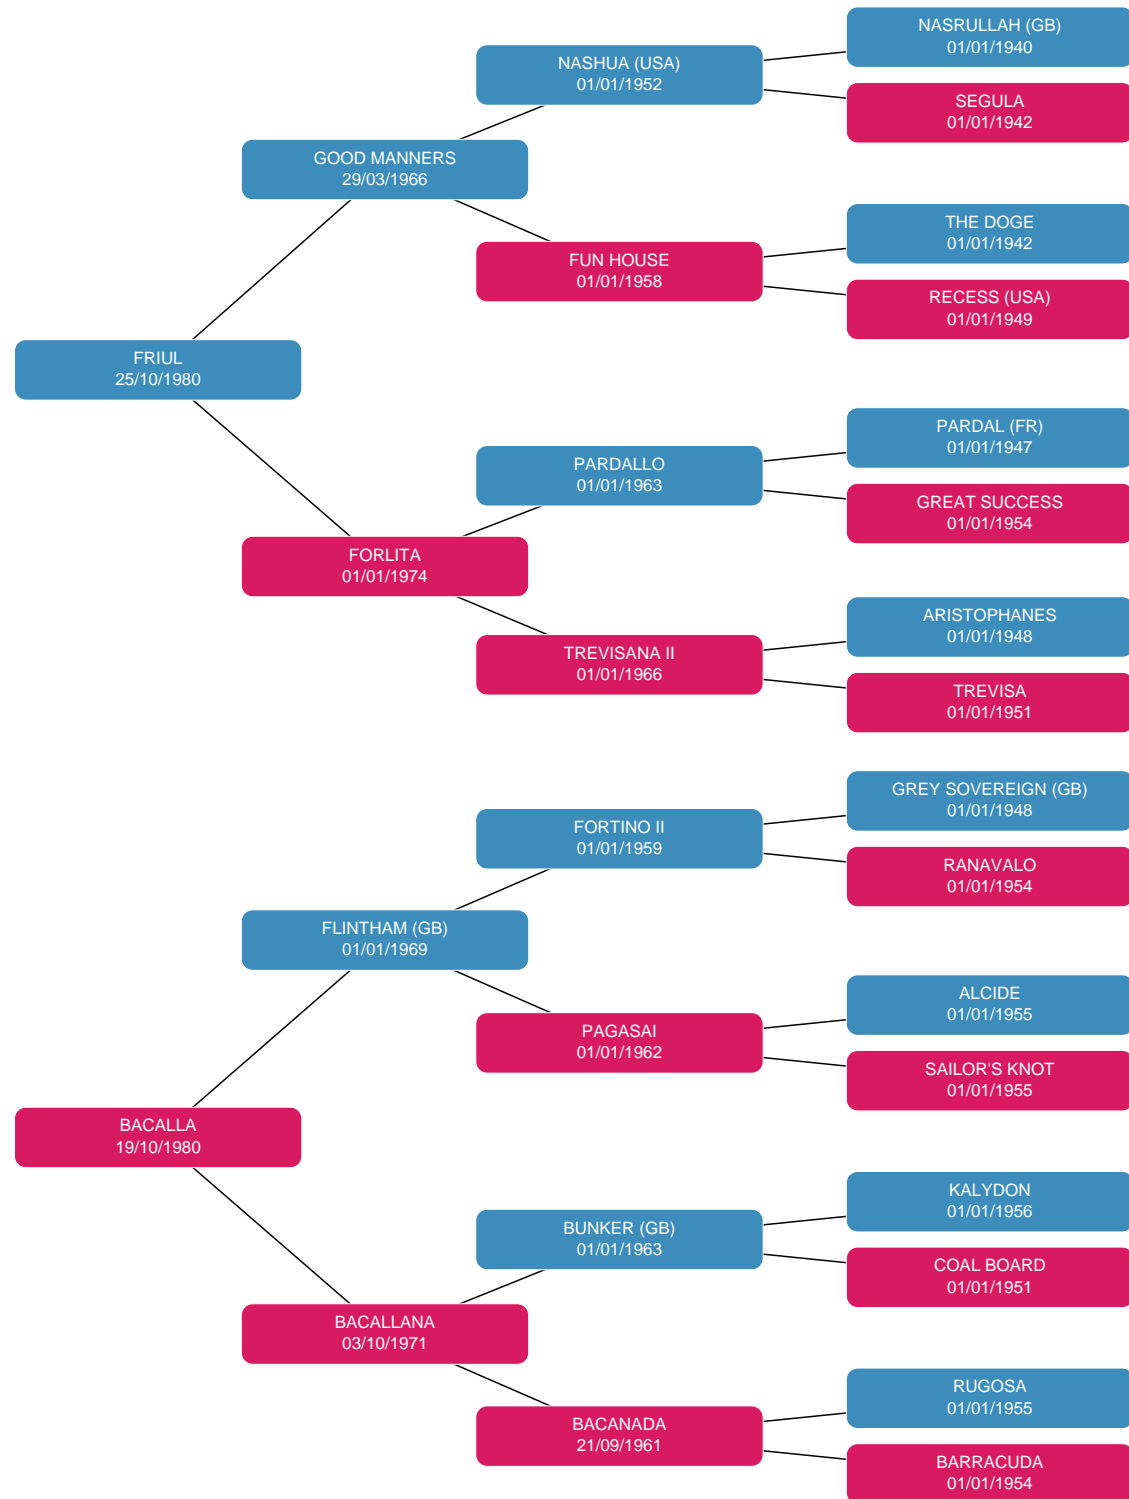 NASRULLAH (GB)
01/01/1940
NASHUA (USA)
01/01/1952
SEGULA
01/01/1942
GOOD MANNERS
29/03/1966
THE DOGE
01/01/1942
FUN HOUSE
01/01/1958
RECESS (USA)
01/01/1949
FRIUL
25/10/1980
PARDAL (FR)
01/01/1947
PARDALLO
01/01/1963
GREAT SUCCESS
01/01/1954
FORLITA
01/01/1974
ARISTOPHANES
01/01/1948
TREVISANA II
01/01/1966
TREVISA
01/01/1951
GREY SOVEREIGN (GB)
01/01/1948
FORTINO II
01/01/1959
RANAVALO
01/01/1954
FLINTHAM (GB)
01/01/1969
ALCIDE
01/01/1955
PAGASAI
01/01/1962
SAILOR'S KNOT
01/01/1955
BACALLA
19/10/1980
KALYDON
01/01/1956
BUNKER (GB)
01/01/1963
COAL BOARD
01/01/1951
BACALLANA
03/10/1971
RUGOSA
01/01/1955
BACANADA
21/09/1961
BARRACUDA
01/01/1954